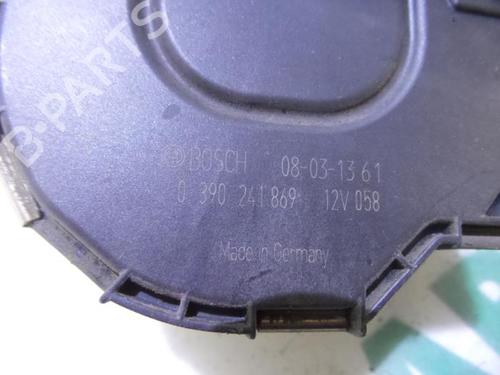 B-PARTS
BOSCH 08-03-13 61
0 390 241 869 12V 058
Made in Germany